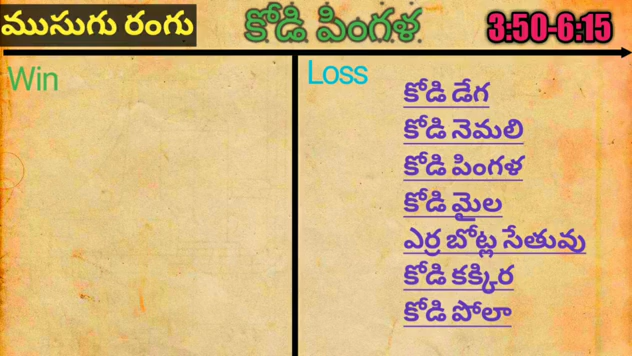 ముసుగు రంగు కోడి పింగళ 3:50-6:15
Win
Loss
కోడి డేగ
కోడి నెమలి
కోడి పింగళ
కోడి మైల
ఎర్ర బోట్ల సేతువు
కోడి కక్కిర
కోడి పోలా